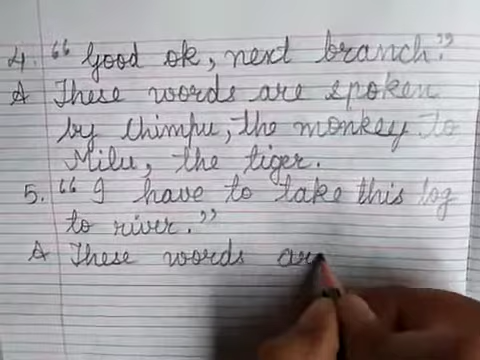 4. “Good ok, next branch.”
A These words are spoken
by Chimpu, the monkey to
Milu, the tiger.
5. “I have to take this log
to river.”
A These words are